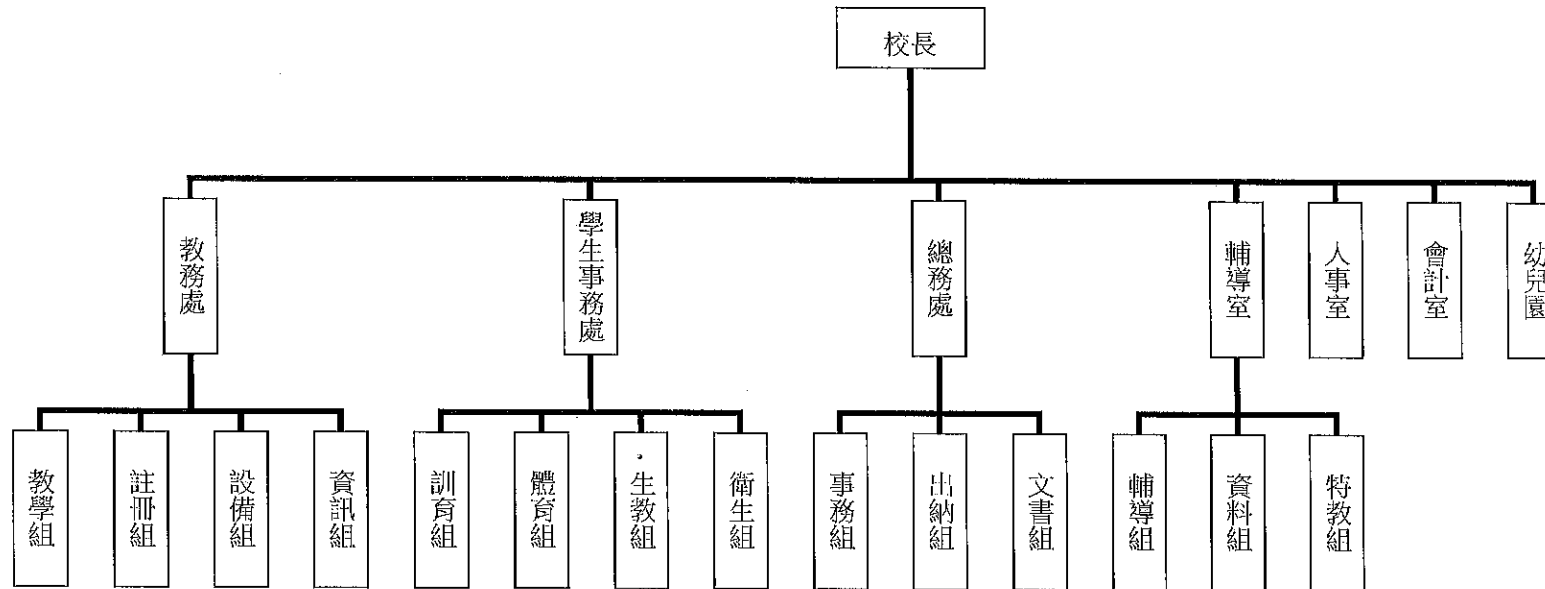 校長
教務處
學生事務處
總務處
輔導室
人事室
會計室
幼兒園
教學組
註冊組
設備組
資訊組
訓育組
體育組
生教組
衛生組
事務組
出納組
文書組
輔導組
資料組
特教組